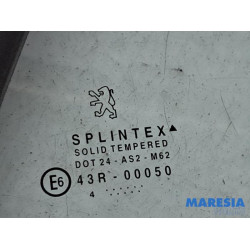 SPLINTEX▲
SOLID TEMPERED
DOT 24-AS2-M62
E6 43R-00050
4
MARESIA